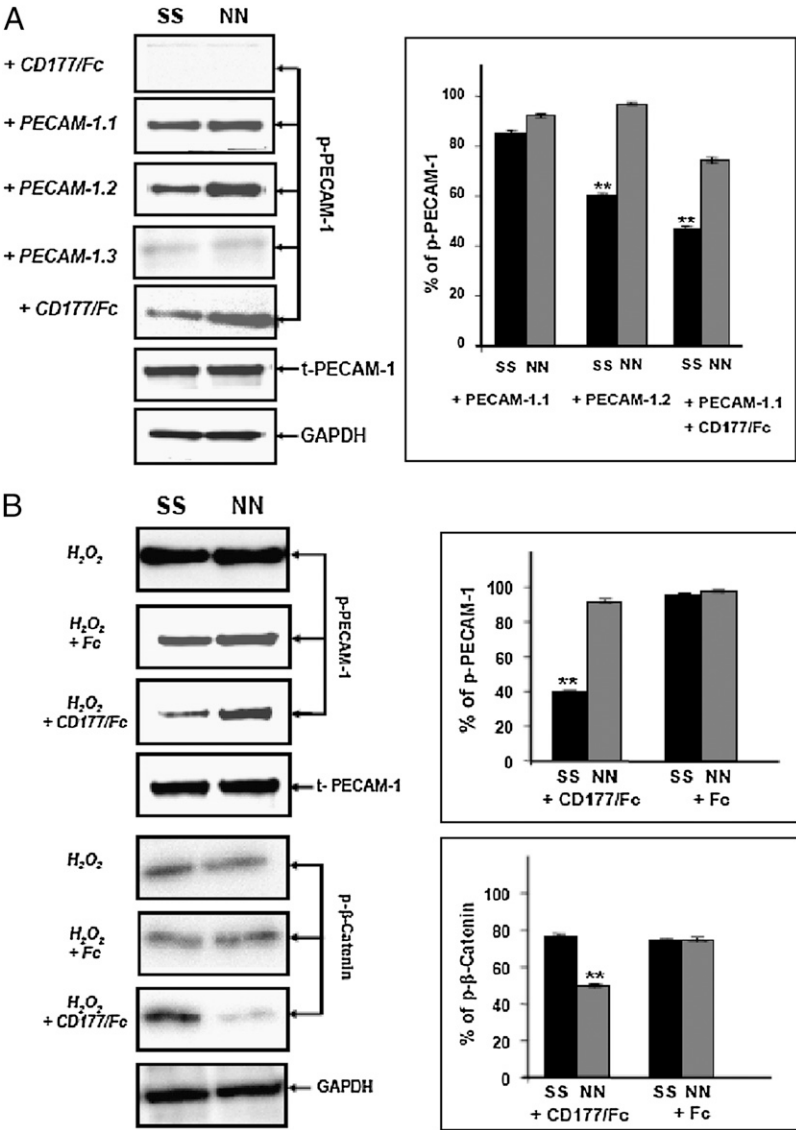 A
SS NN
+ CD177/Fc
+ PECAM-1.1
+ PECAM-1.2
+ PECAM-1.3
+ CD177/Fc
p-PECAM-1
t-PECAM-1
GAPDH
% of p-PECAM-1
100
80
60
40
20
0
**
**
SS NN SS NN SS NN
+ PECAM-1.1 + PECAM-1.2 + PECAM-1.1
+ CD177/Fc
B
SS NN
H₂O₂
H₂O₂
+ Fc
H₂O₂
+ CD177/Fc
p-PECAM-1
t- PECAM-1
H₂O₂
H₂O₂
+ Fc
H₂O₂
+ CD177/Fc
p-β-Catenin
GAPDH
% of p-PECAM-1
100
80
60
40
20
0
**
SS NN SS NN
+ CD177/Fc + Fc
% of p-β-Catenin
100
80
60
40
20
0
**
SS NN SS NN
+ CD177/Fc + Fc